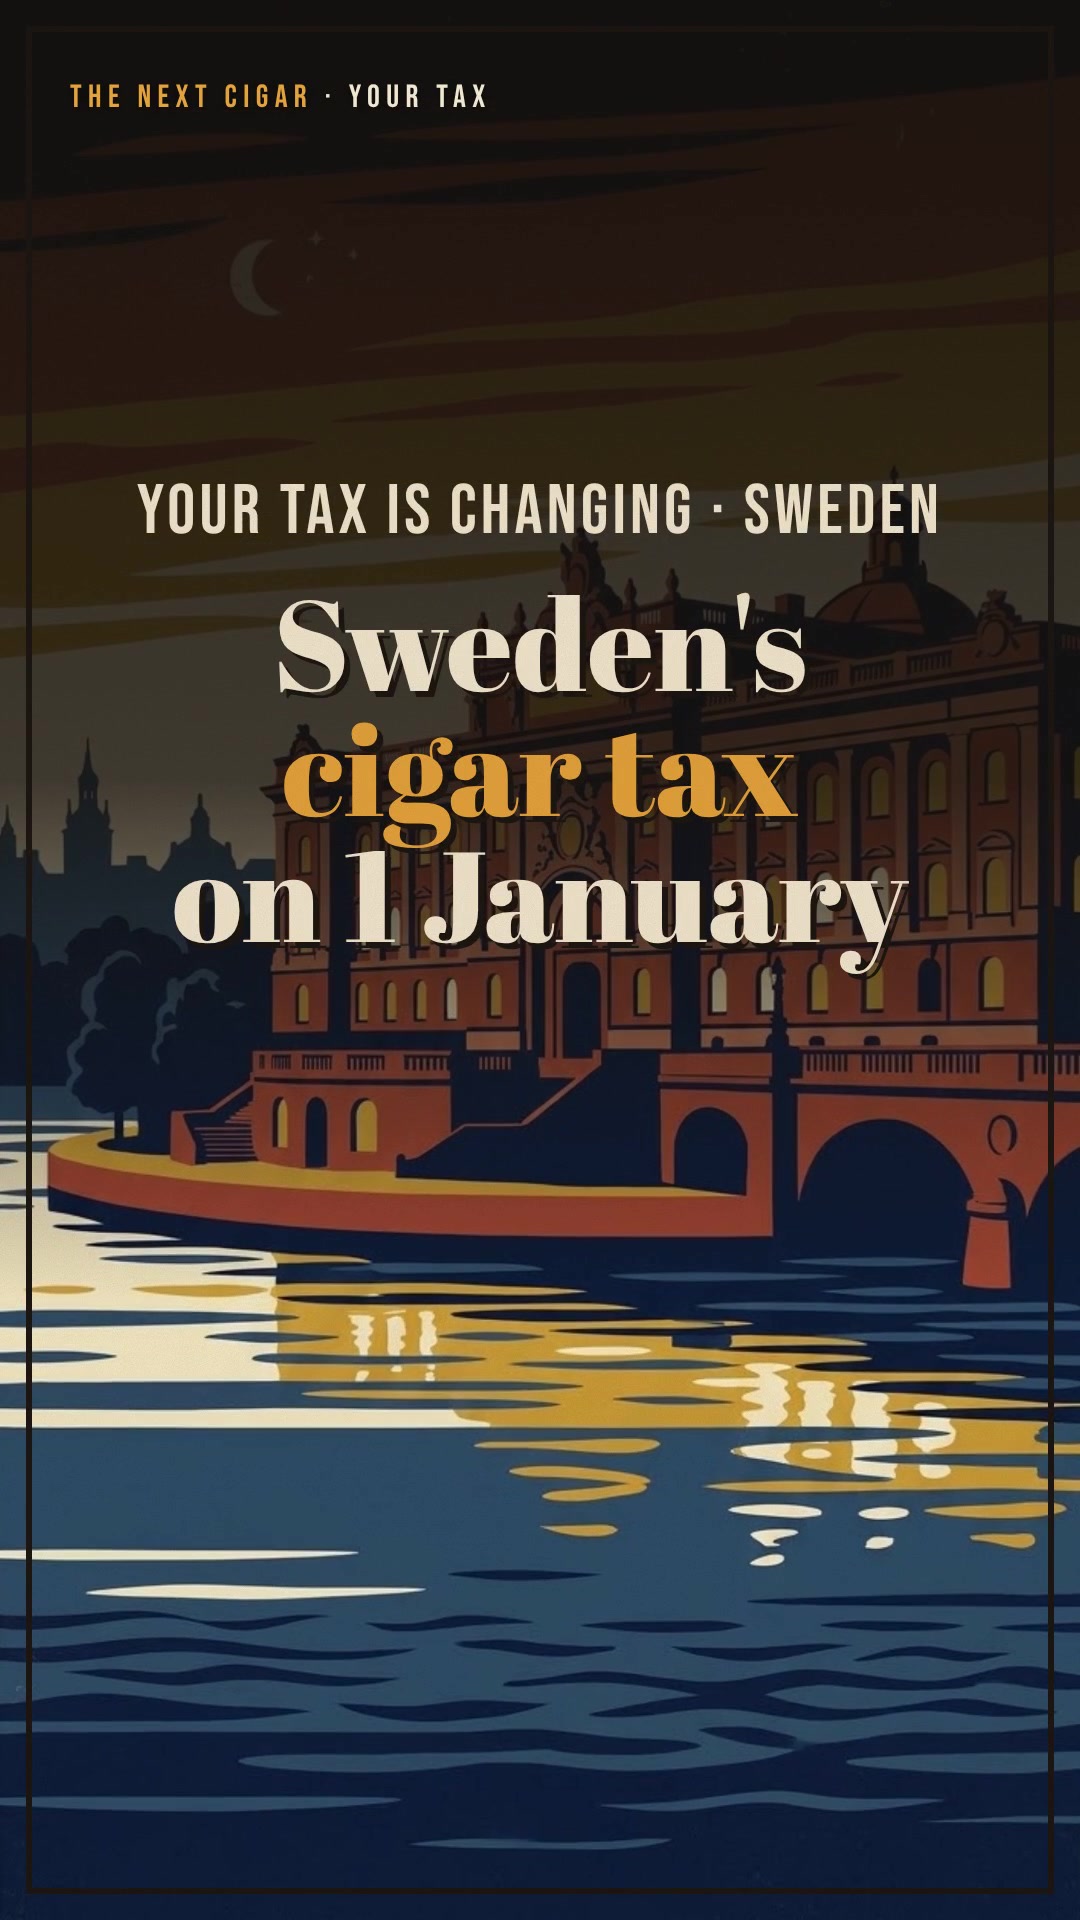 THE NEXT CIGAR · YOUR TAX
YOUR TAX IS CHANGING · SWEDEN
Sweden's
cigar tax
on 1 January